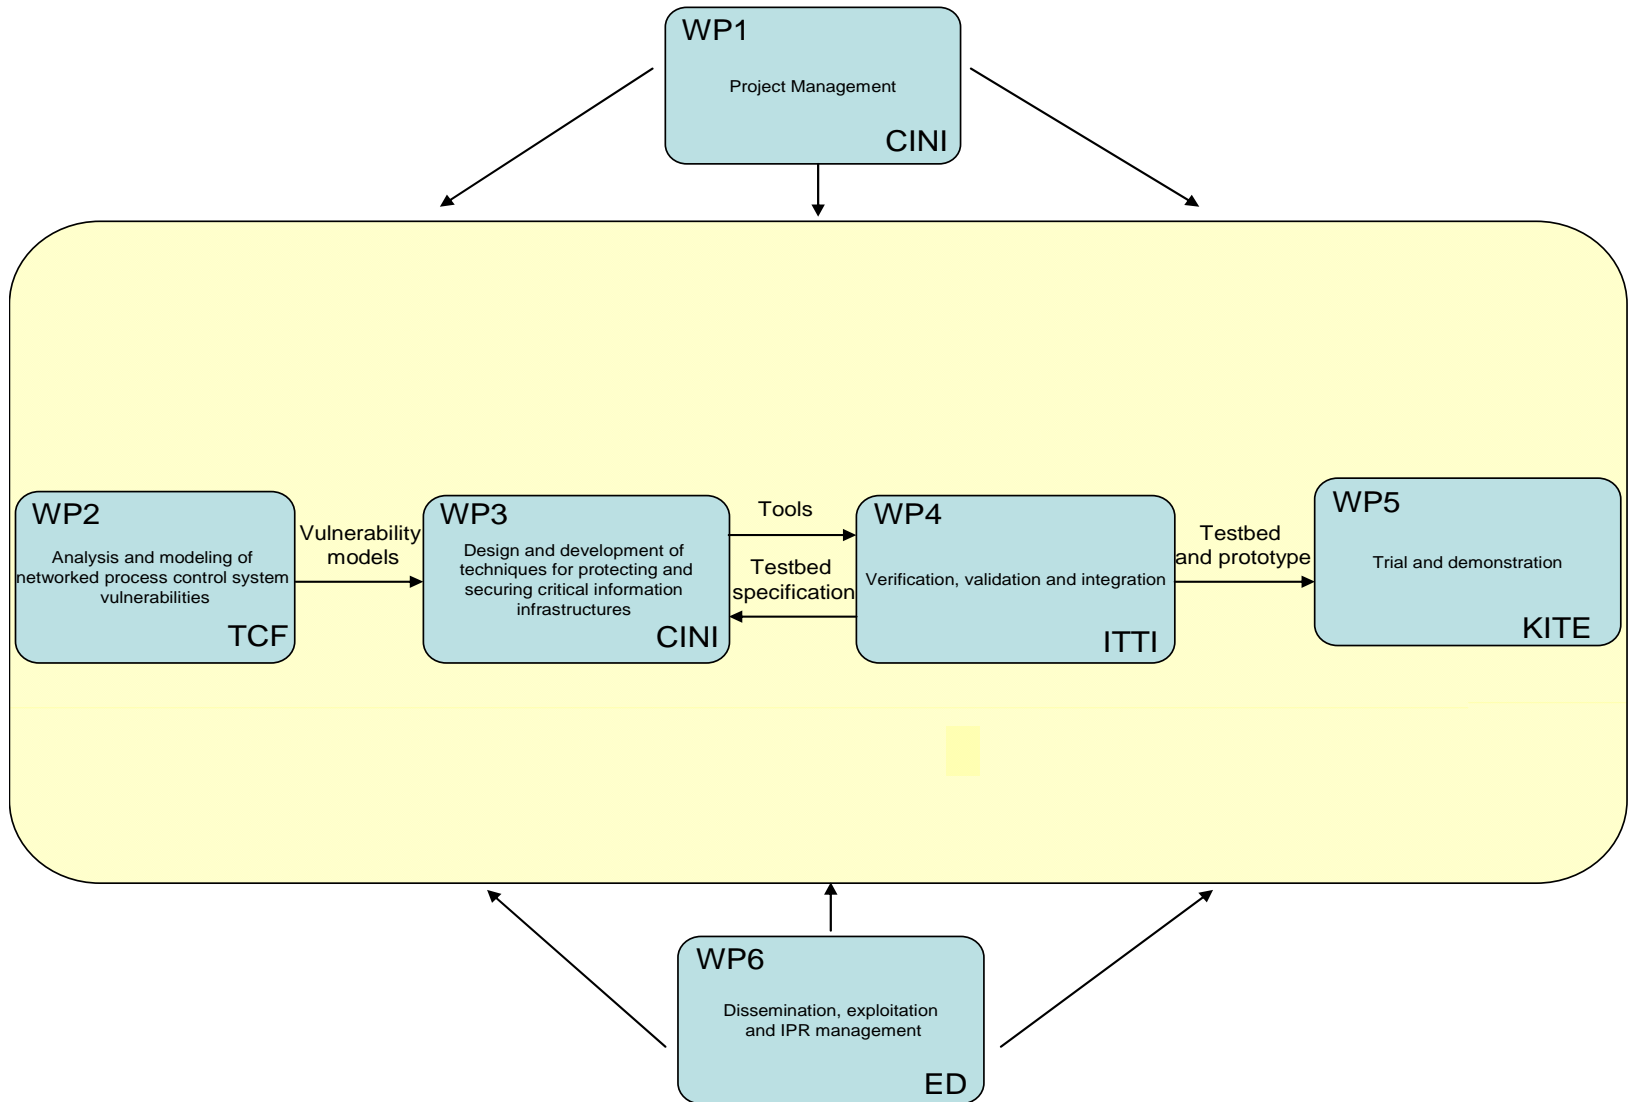 WP1
Project Management
CINI
WP2
Analysis and modeling of
networked process control system
vulnerabilities
TCF
Vulnerability
models
WP3
Design and development of
techniques for protecting and
securing critical information
infrastructures
CINI
Tools
Testbed
specification
WP4
Verification, validation and integration
ITTI
Testbed
and prototype
WP5
Trial and demonstration
KITE
WP6
Dissemination, exploitation
and IPR management
ED